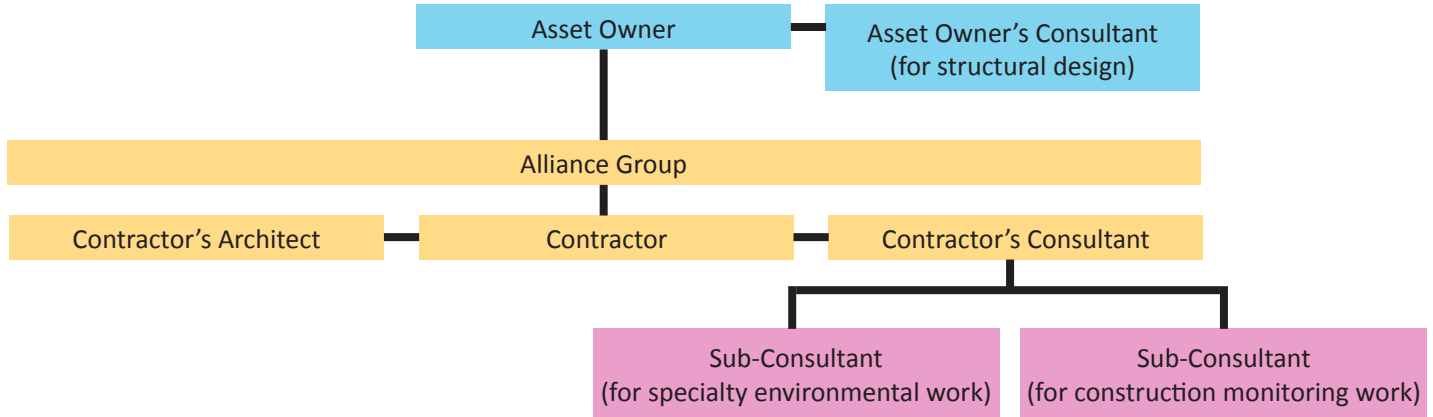 Asset Owner
Asset Owner’s Consultant
(for structural design)
Alliance Group
Contractor’s Architect
Contractor
Contractor’s Consultant
Sub-Consultant
(for specialty environmental work)
Sub-Consultant
(for construction monitoring work)